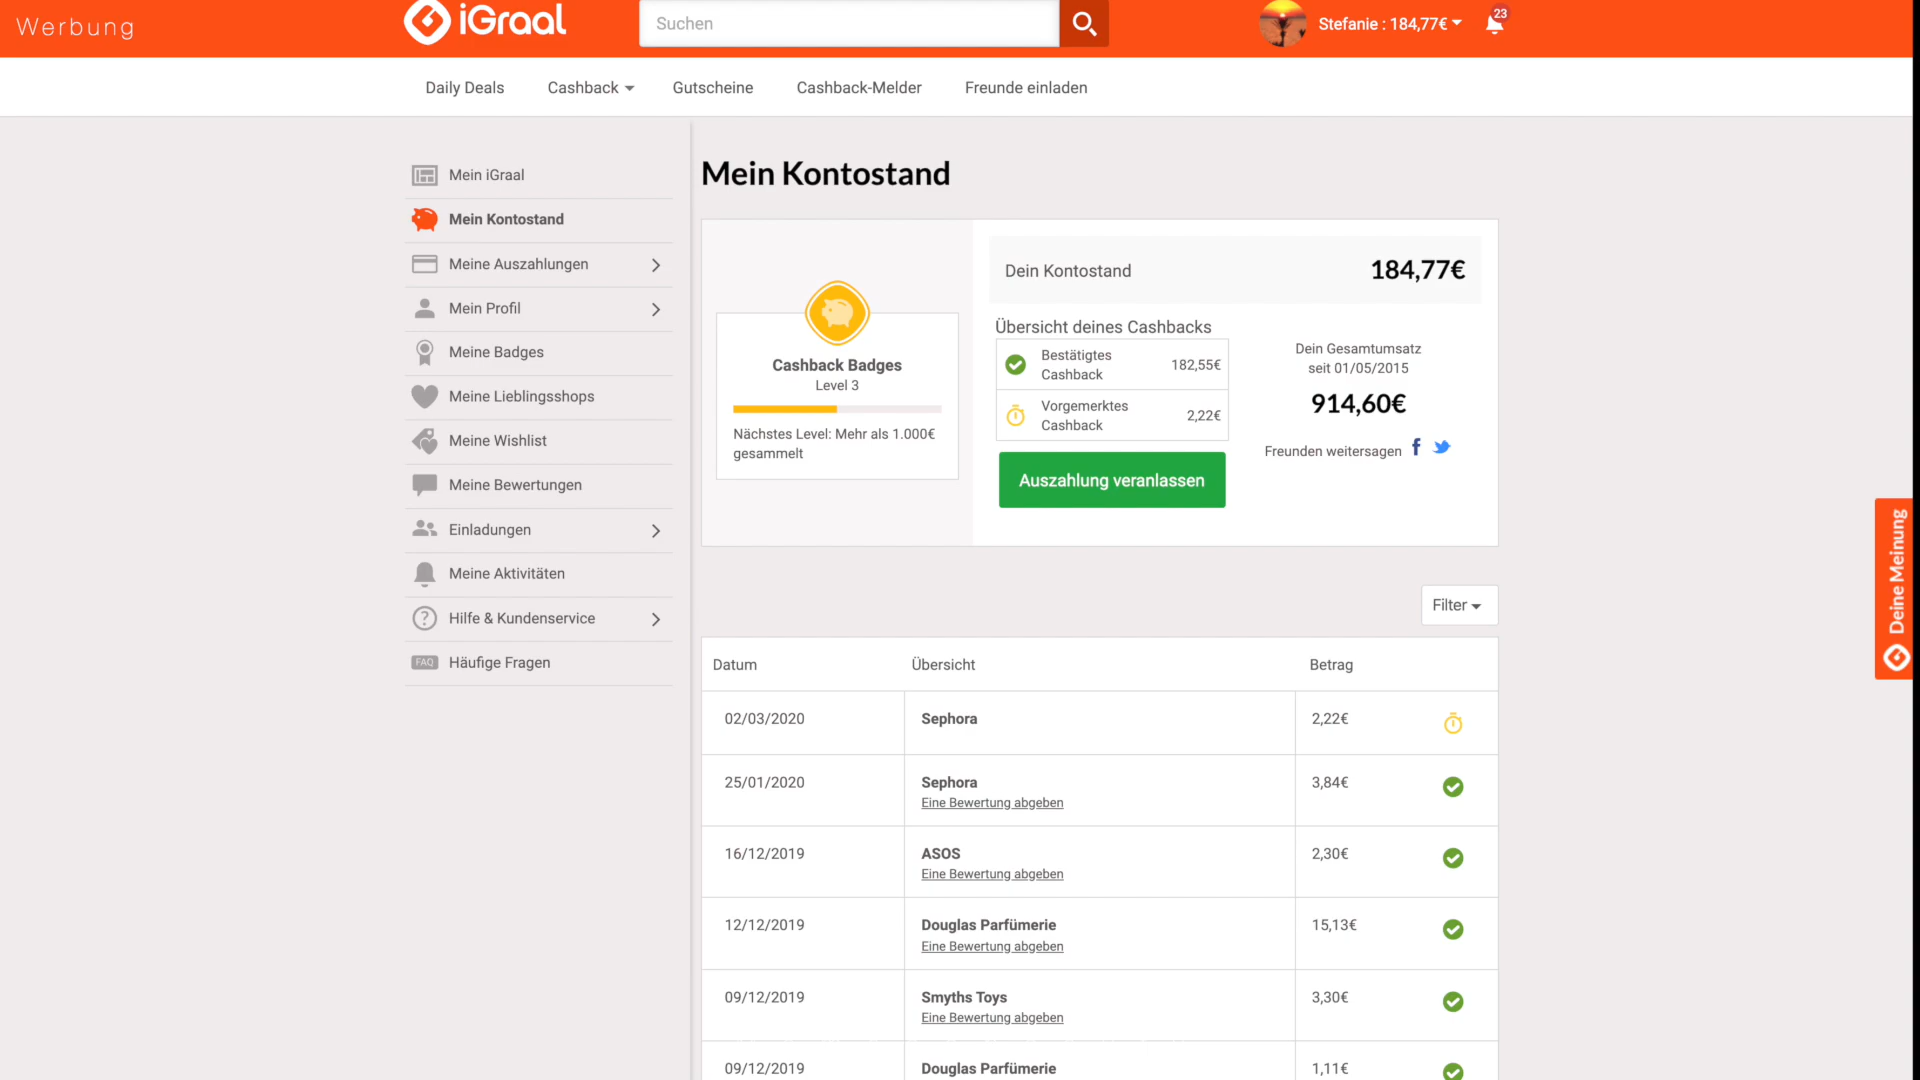 Werbung
iGraal
Suchen
Stefanie : 184,77€
23
Daily Deals
Cashback
Gutscheine
Cashback-Melder
Freunde einladen
Mein iGraal
Mein Kontostand
Meine Auszahlungen
Mein Profil
Meine Badges
Meine Lieblingsshops
Meine Wishlist
Meine Bewertungen
Einladungen
Meine Aktivitäten
Hilfe & Kundenservice
FAQ Häufige Fragen
Mein Kontostand
Cashback Badges
Level 3
Nächstes Level: Mehr als 1.000€
gesammelt
Dein Kontostand 184,77€
Übersicht deines Cashbacks
Bestätigtes
Cashback
182,55€
Vorgemerktes
Cashback
2,22€
Auszahlung veranlassen
Dein Gesamtumsatz
seit 01/05/2015
914,60€
Freunden weitersagen
Deine Meinung
Filter
Datum Übersicht Betrag
02/03/2020 Sephora 2,22€
25/01/2020 Sephora 3,84€
Eine Bewertung abgeben
16/12/2019 ASOS 2,30€
Eine Bewertung abgeben
12/12/2019 Douglas Parfümerie 15,13€
Eine Bewertung abgeben
09/12/2019 Smyths Toys 3,30€
Eine Bewertung abgeben
09/12/2019 Douglas Parfümerie 1,11€